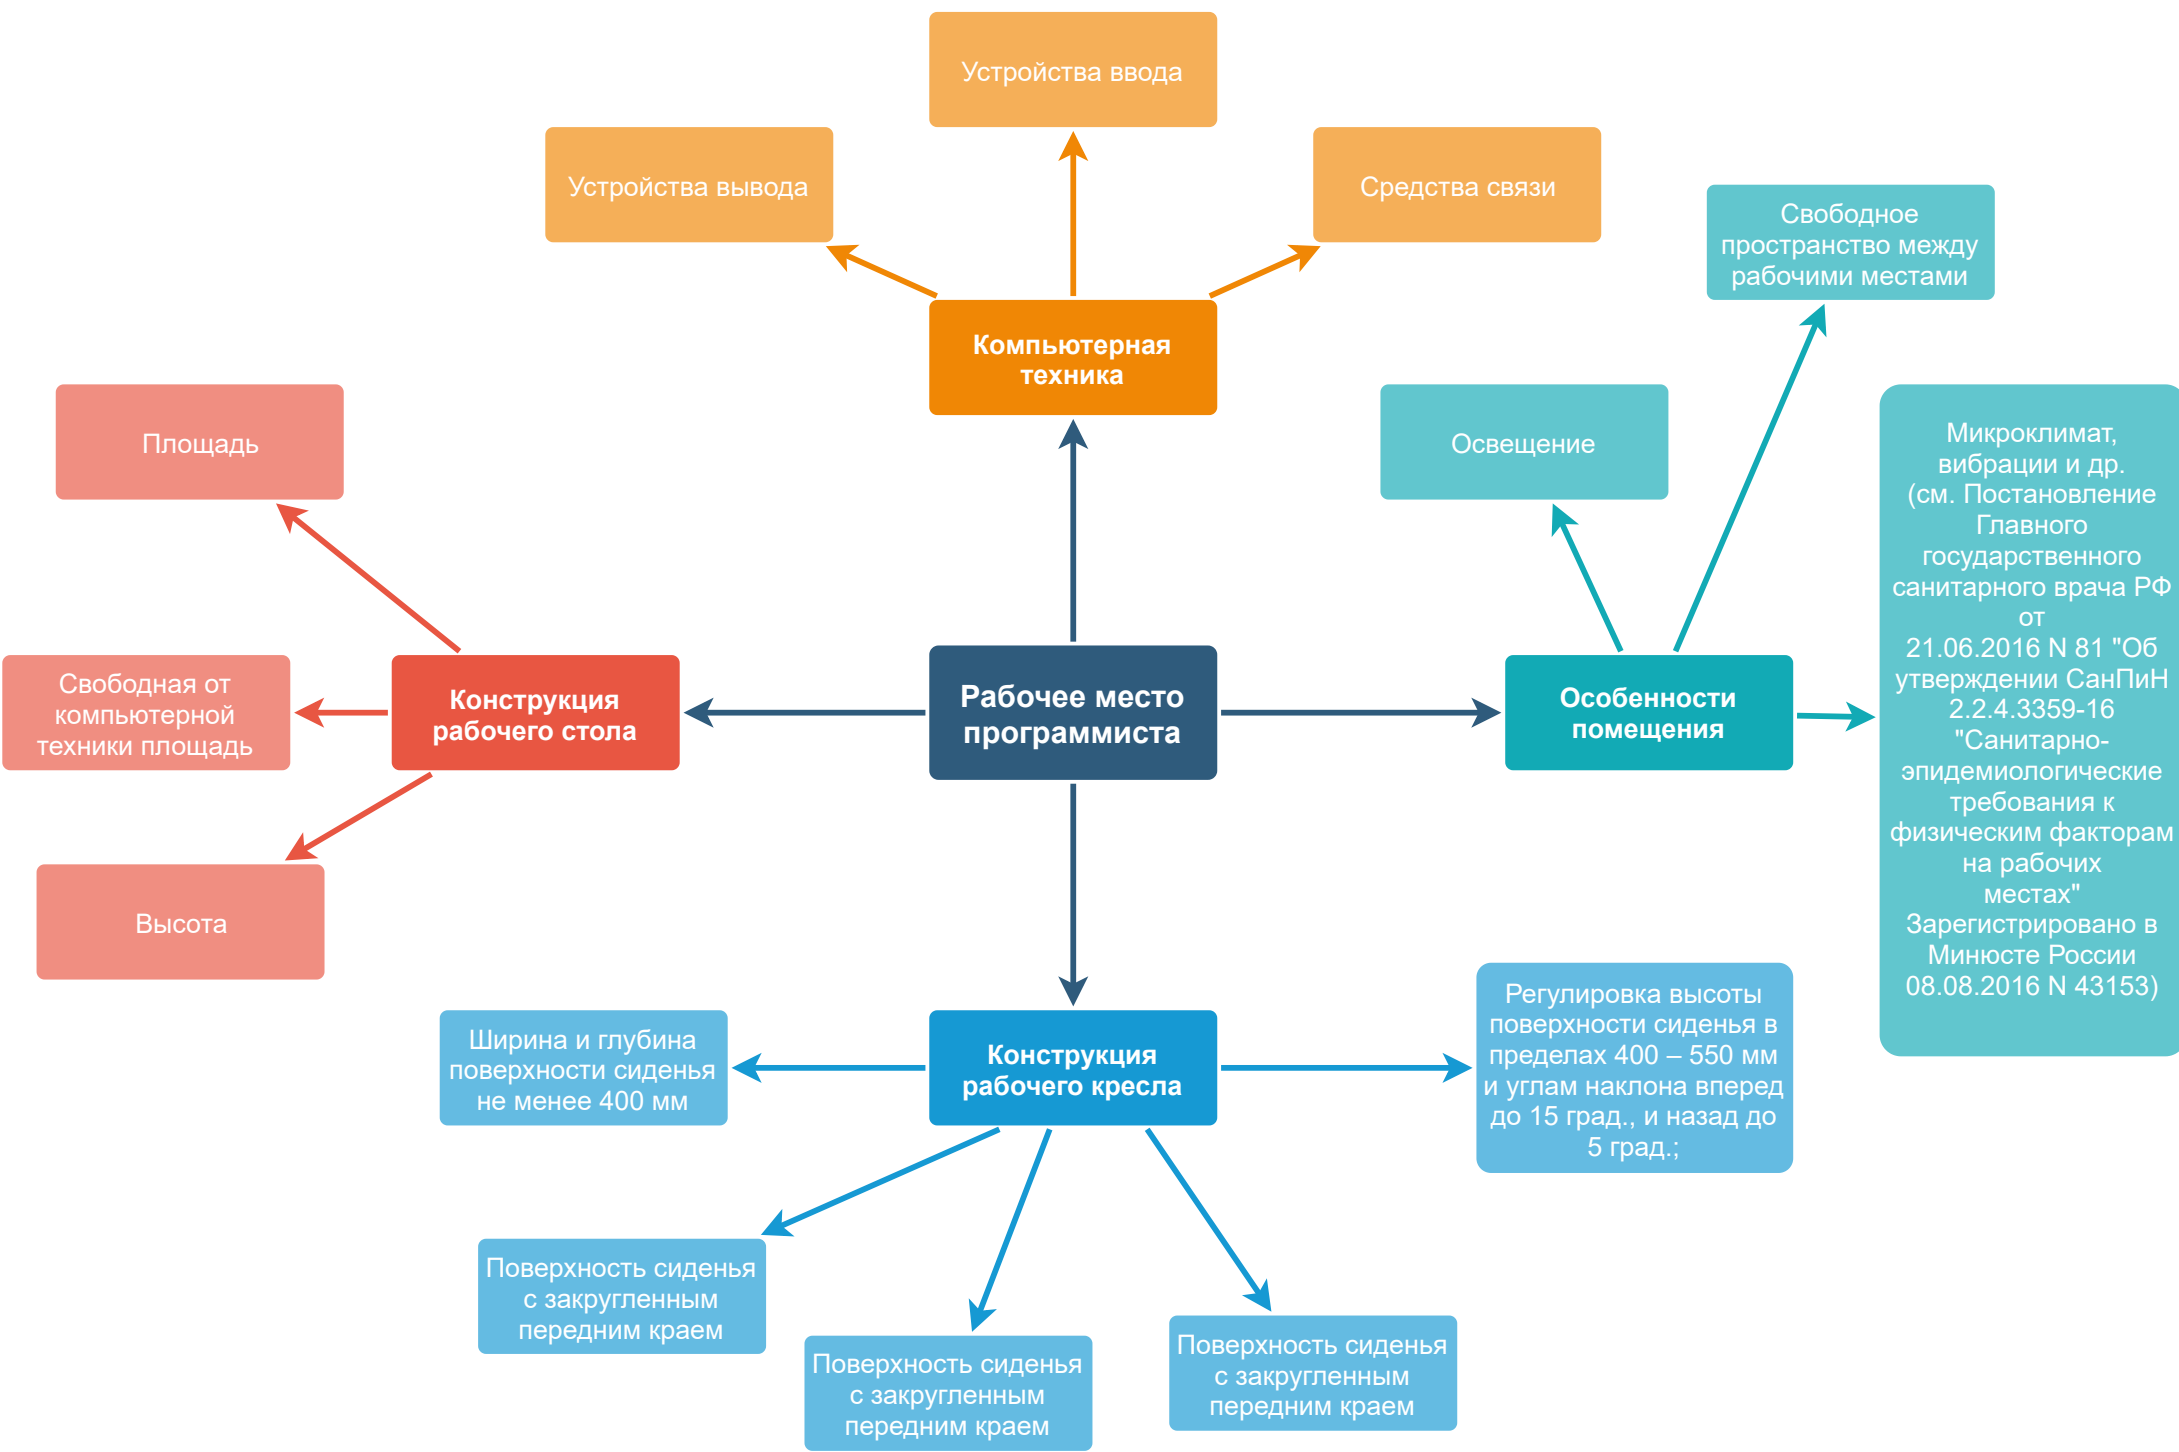 Устройства ввода
Устройства вывода
Средства связи
Свободное
пространство между
рабочими местами
Компьютерная
техника
Площадь
Освещение
Микроклимат,
вибрации и др.
(см. Постановление
Главного
государственного
санитарного врача РФ
от
21.06.2016 N 81 "Об
утверждении СанПиН
2.2.4.3359-16
"Санитарно-
эпидемиологические
требования к
физическим факторам
на рабочих
местах"
Зарегистрировано в
Минюсте России
08.08.2016 N 43153)
Свободная от
компьютерной
техники площадь
Конструкция
рабочего стола
Рабочее место
программиста
Особенности
помещения
Высота
Ширина и глубина
поверхности сиденья
не менее 400 мм
Конструкция
рабочего кресла
Регулировка высоты
поверхности сиденья в
пределах 400 – 550 мм
и углам наклона вперед
до 15 град., и назад до
5 град.;
Поверхность сиденья
с закругленным
передним краем
Поверхность сиденья
с закругленным
передним краем
Поверхность сиденья
с закругленным
передним краем